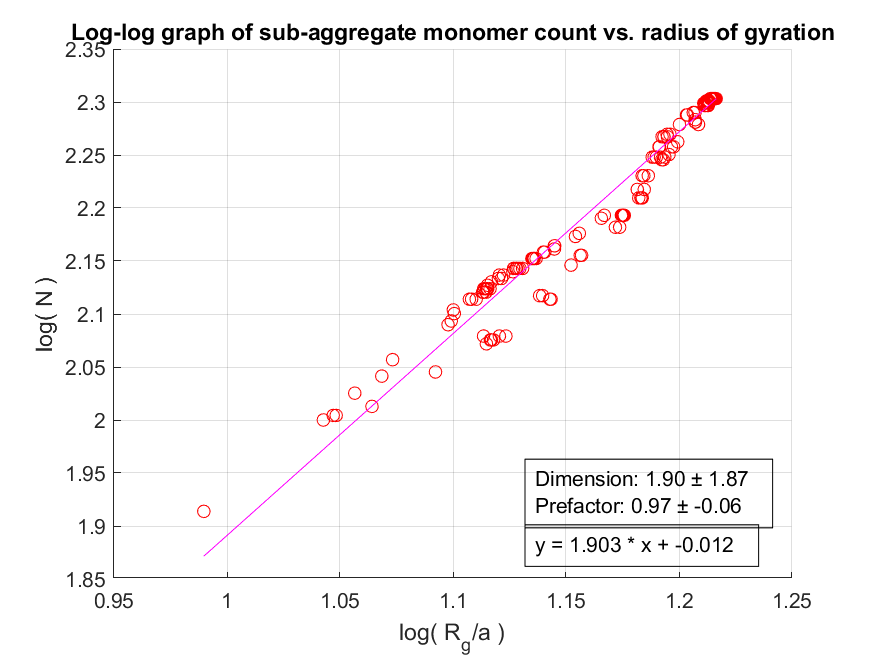 Log-log graph of sub-aggregate monomer count vs. radius of gyration
2.35
2.3
2.25
2.2
2.15
2.1
2.05
2
1.95
1.9
1.85
log( N )
Dimension: 1.90 ± 1.87
Prefactor: 0.97 ± -0.06
y = 1.903 * x + -0.012
0.95 1 1.05 1.1 1.15 1.2 1.25
log( R_g/a )